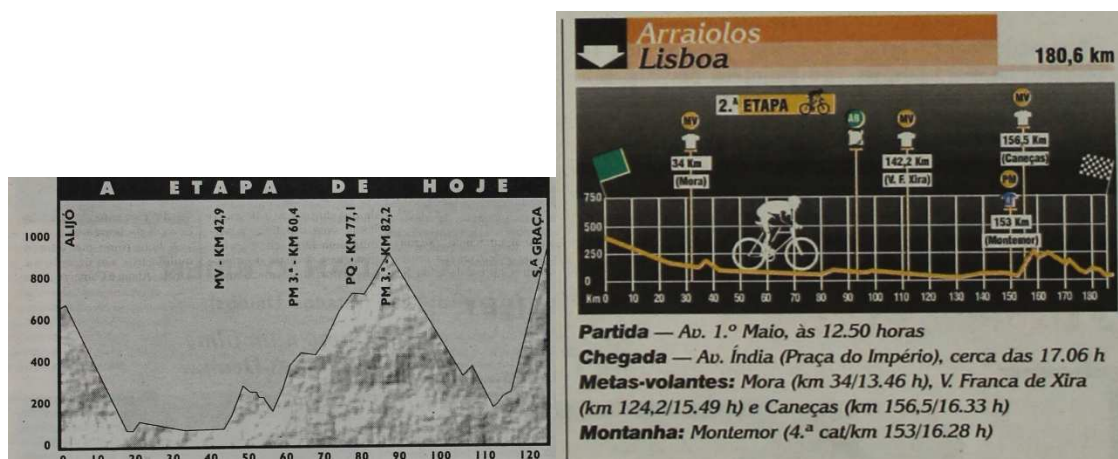 A ETAPA DE HOJE
1000
800
600
400
200
0
ALIJÓ
MV - KM 42,9
PM 3.ª - KM 60,4
PQ - KM 77,1
PM 3.ª - KM 82,2
S.ª GRAÇA
0 10 20 30 40 50 60 70 80 90 100 110 120
Arraiolos
Lisboa
180,6 km
2.ª ETAPA
MV
34 Km
(Mora)
AB
MV
142,2 Km
(V. F. Xira)
MV
156,5 Km
(Caneças)
PM
4
153 Km
(Montemor)
750
500
250
0
Km 0 10 20 30 40 50 60 70 80 90 100 110 120 130 140 150 160 170 180
Partida — Av. 1.º Maio, às 12.50 horas
Chegada — Av. Índia (Praça do Império), cerca das 17.06 h
Metas-volantes: Mora (km 34/13.46 h), V. Franca de Xira
(km 124,2/15.49 h) e Caneças (km 156,5/16.33 h)
Montanha: Montemor (4.ª cat/km 153/16.28 h)